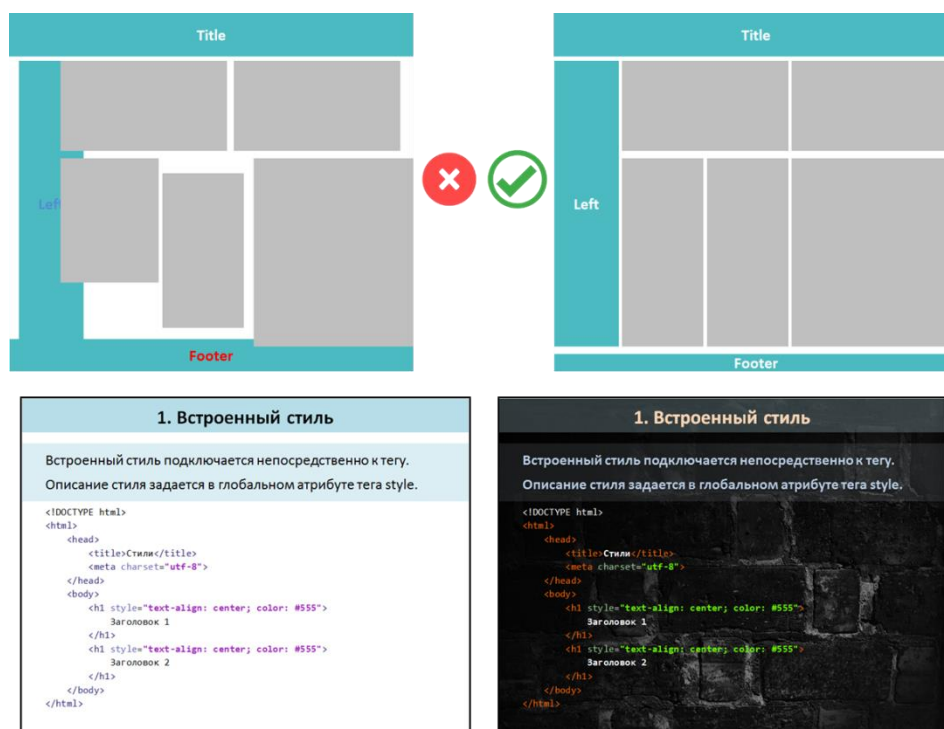 Title
Left
Footer
Title
Left
Footer
1. Встроенный стиль
Встроенный стиль подключается непосредственно к тегу.
Описание стиля задается в глобальном атрибуте тега style.
<!DOCTYPE html>
<html>
<head>
<title>Стили</title>
<meta charset="utf-8">
</head>
<body>
<h1 style="text-align: center; color: #555">
Заголовок 1
</h1>
<h1 style="text-align: center; color: #555">
Заголовок 2
</h1>
</body>
</html>
1. Встроенный стиль
Встроенный стиль подключается непосредственно к тегу.
Описание стиля задается в глобальном атрибуте тега style.
<!DOCTYPE html>
<html>
<head>
<title>Стили</title>
<meta charset="utf-8">
</head>
<body>
<h1 style="text-align: center; color: #555">
Заголовок 1
</h1>
<h1 style="text-align: center; color: #555">
Заголовок 2
</h1>
</body>
</html>